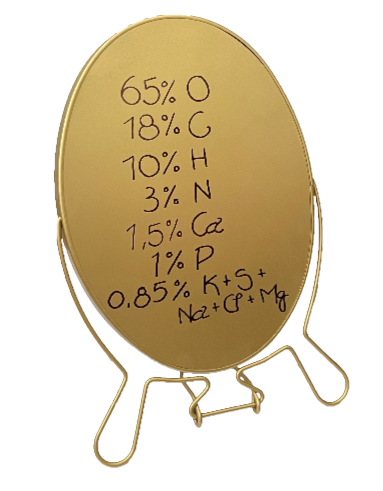 65% O
18% C
10% H
3% N
1,5% Ca
1% P
0.85% K+S+
Na+Cl+Mg